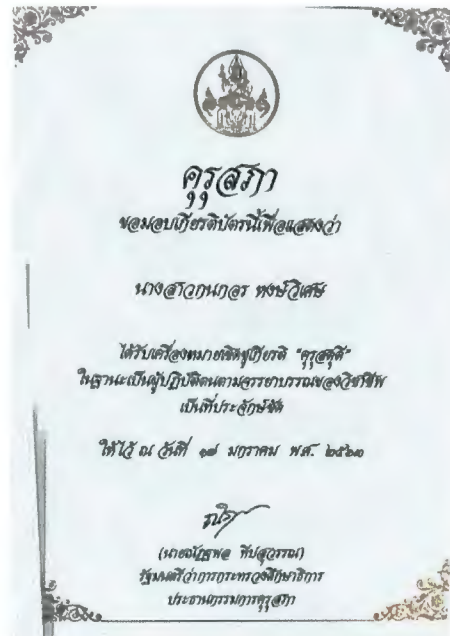 คุรุสภา
ขอมอบเกียรติบัตรนี้เพื่อแสดงว่า
นางสาวกนกอร พงษ์วิเศษ
ได้รับเครื่องหมายเชิดชูเกียรติ "คุรุสดุดี"
ในฐานะเป็นผู้ปฏิบัติตนตามจรรยาบรรณของวิชาชีพ
เป็นที่ประจักษ์ชัด
ให้ไว้ ณ วันที่ ๑๗ มกราคม พ.ศ. ๒๕๖๓
(นายณัฏฐพล ทีปสุวรรณ)
รัฐมนตรีว่าการกระทรวงศึกษาธิการ
ประธานกรรมการคุรุสภา